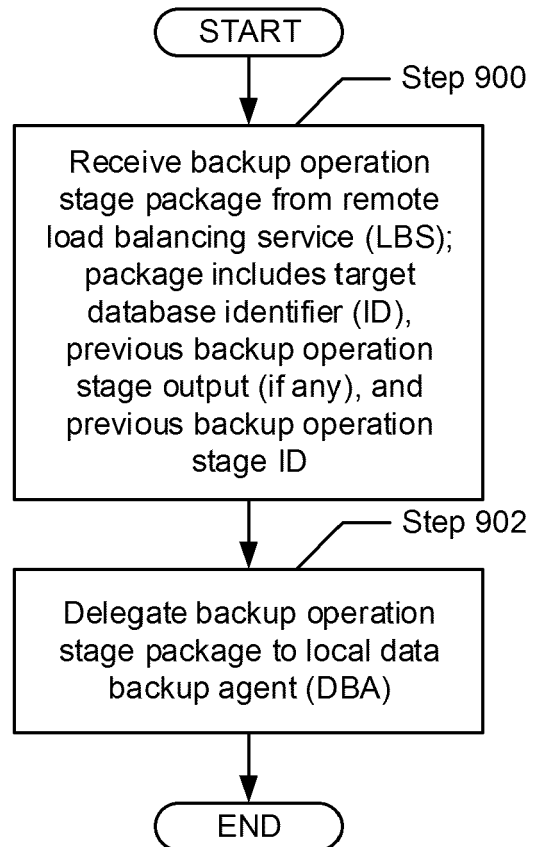 START
Step 900
Receive backup operation
stage package from remote
load balancing service (LBS);
package includes target
database identifier (ID),
previous backup operation
stage output (if any), and
previous backup operation
stage ID
Step 902
Delegate backup operation
stage package to local data
backup agent (DBA)
END